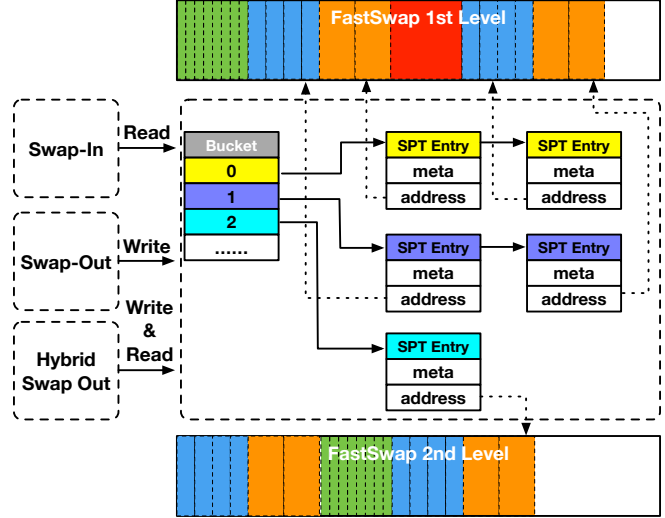 FastSwap 1st Level
Swap-In
Read
Swap-Out
Write
Hybrid
Swap Out
Write
&
Read
Bucket
0
1
2
......
SPT Entry
meta
address
SPT Entry
meta
address
SPT Entry
meta
address
SPT Entry
meta
address
SPT Entry
meta
address
FastSwap 2nd Level